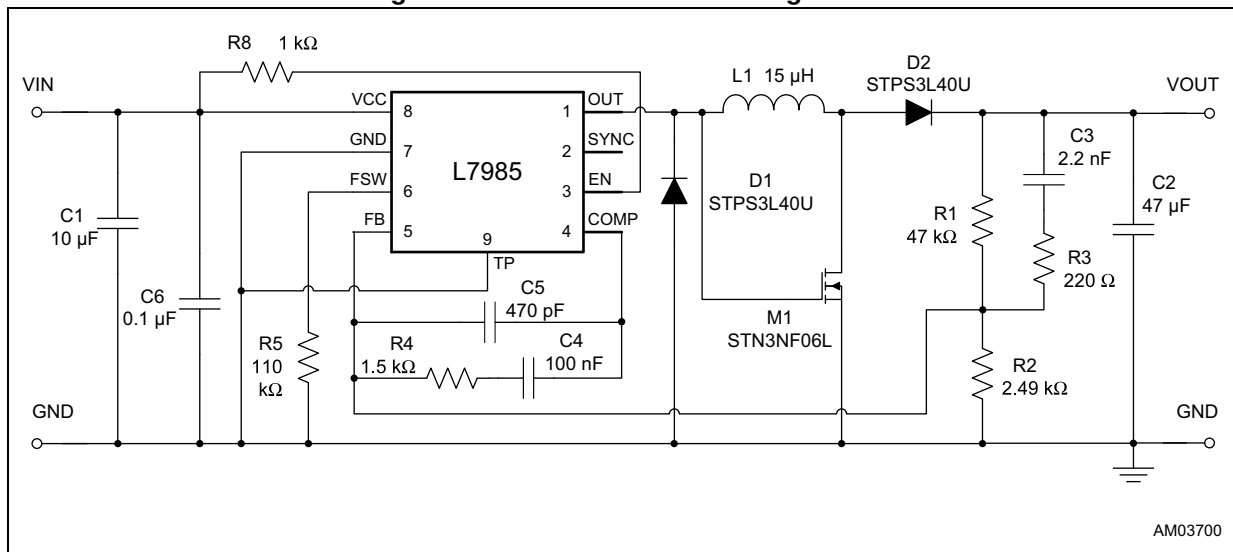 R8 1 kΩ
VIN
VCC
8
GND
7
FSW
6
FB
5
L7985
9
TP
1
OUT
2
SYNC
3
EN
4
COMP
L1 15 µH
D2
STPS3L40U
VOUT
D1
STPS3L40U
C3
2.2 nF
C2
47 µF
R1
47 kΩ
R3
220 Ω
C1
10 µF
C6
0.1 µF
C5
470 pF
R5
110
kΩ
R4
1.5 kΩ
C4
100 nF
M1
STN3NF06L
R2
2.49 kΩ
GND
GND
AM03700